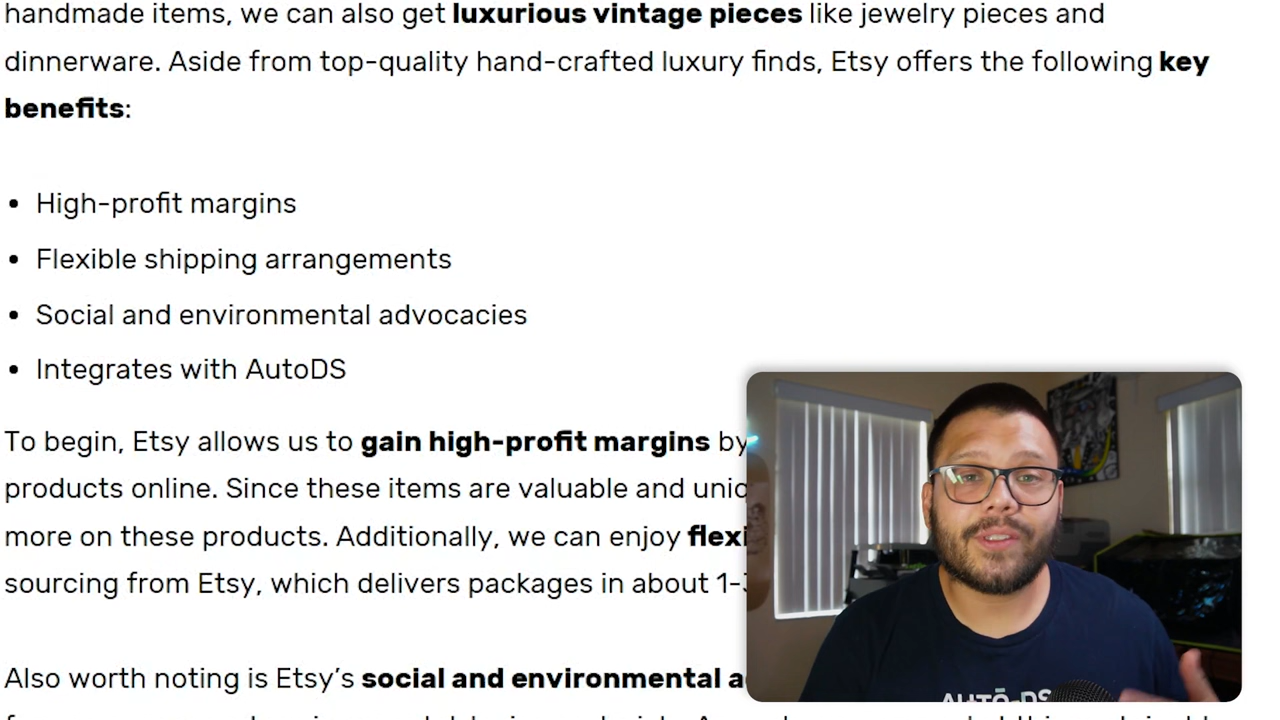 handmade items, we can also get luxurious vintage pieces like jewelry pieces and
dinnerware. Aside from top-quality hand-crafted luxury finds, Etsy offers the following key
benefits:
• High-profit margins
• Flexible shipping arrangements
• Social and environmental advocacies
• Integrates with AutoDS
To begin, Etsy allows us to gain high-profit margins by
products online. Since these items are valuable and
more on these products. Additionally, we can enjoy
sourcing from Etsy, which delivers packages in about
Also worth noting is Etsy’s social and environmental
AUTO-DS